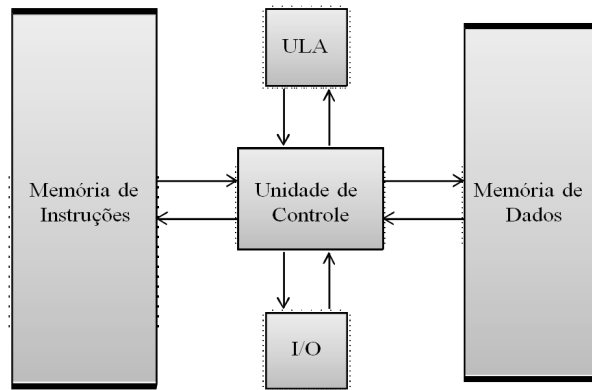 ULA
Memória de
Instruções
Unidade de
Controle
Memória de
Dados
I/O